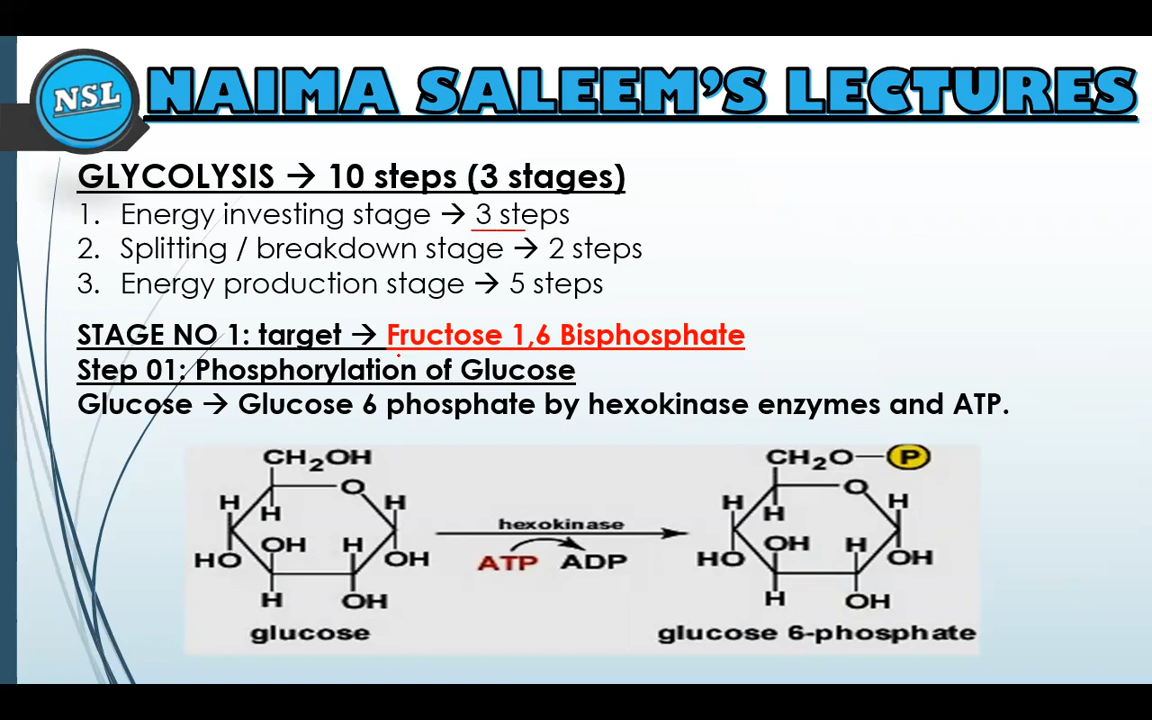 NSL
NAIMA SALEEM'S LECTURES
GLYCOLYSIS → 10 steps (3 stages)
1. Energy investing stage → 3 steps
2. Splitting / breakdown stage → 2 steps
3. Energy production stage → 5 steps
STAGE NO 1: target → Fructose 1,6 Bisphosphate
Step 01: Phosphorylation of Glucose
Glucose → Glucose 6 phosphate by hexokinase enzymes and ATP.
CH₂OH
O
H
H
H
OH
H
HO
OH
H
OH
glucose
hexokinase
ATP ADP
CH₂O—P
O
H
H
H
OH
H
HO
OH
H
OH
glucose 6-phosphate